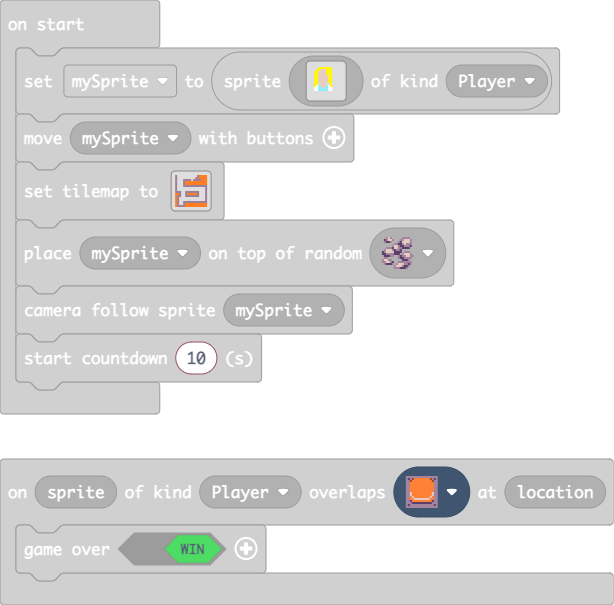 on start
set mySprite to sprite of kind Player
move mySprite with buttons
set tilemap to
place mySprite on top of random
camera follow sprite mySprite
start countdown 10 (s)
on sprite of kind Player overlaps at location
game over WIN